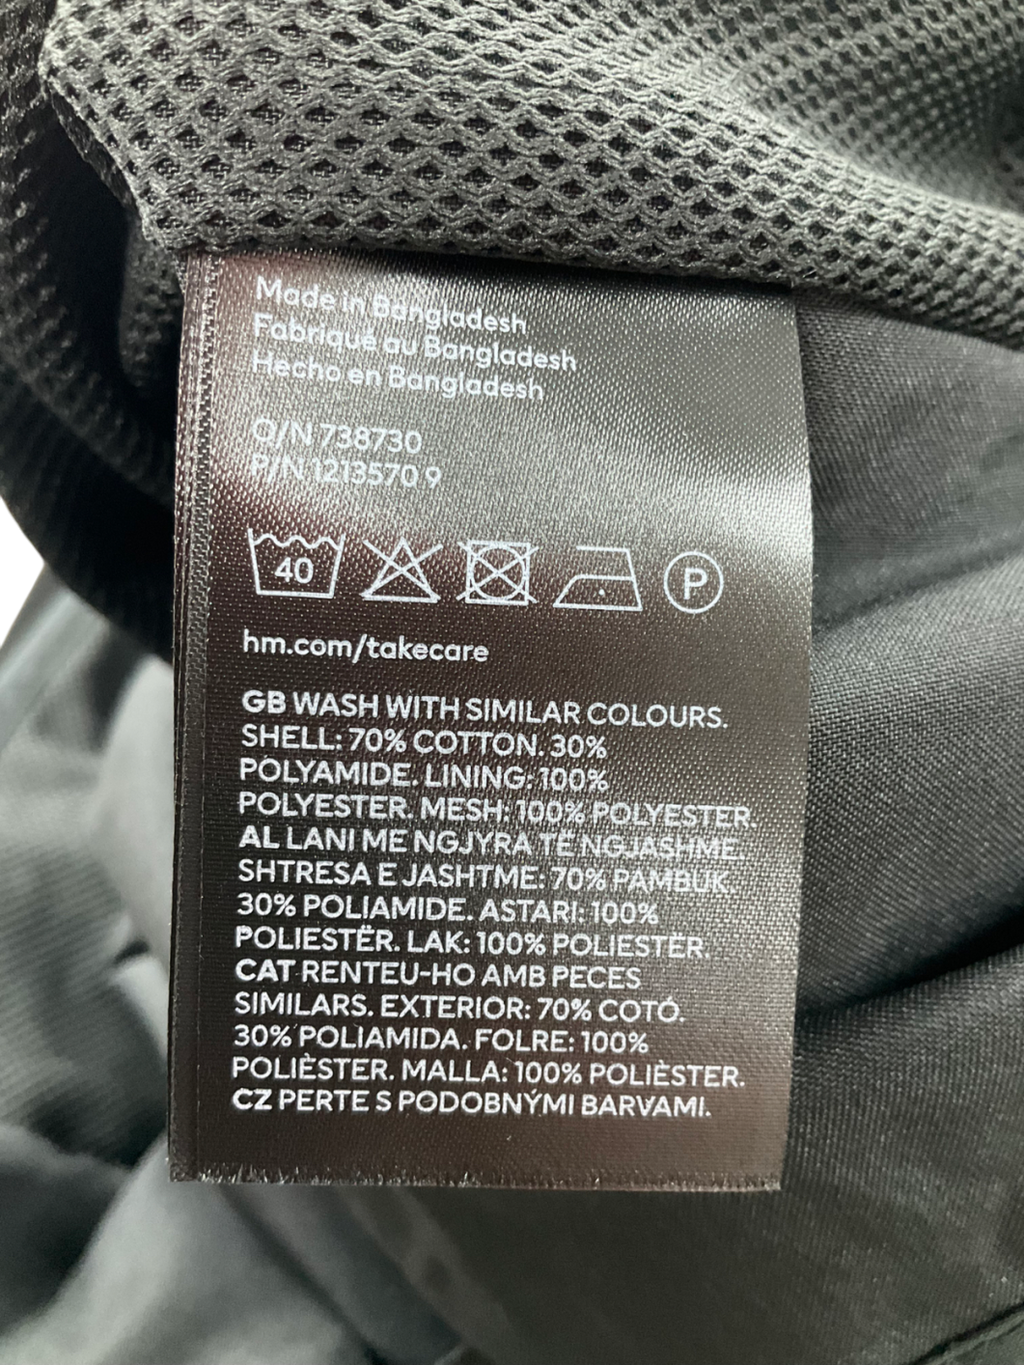 Made in Bangladesh
Fabriqué au Bangladesh
Hecho en Bangladesh
O/N 738730
P/N 1213570 9
40
P
hm.com/takecare
GB WASH WITH SIMILAR COLOURS.
SHELL: 70% COTTON. 30%
POLYAMIDE. LINING: 100%
POLYESTER. MESH: 100% POLYESTER.
AL LANI ME NGJYRA TË NGJASHME.
SHTRESA E JASHTME: 70% PAMBUK.
30% POLIAMIDE. ASTARI: 100%
POLIESTËR. LAK: 100% POLIESTËR.
CAT RENTEU-HO AMB PECES
SIMILARS. EXTERIOR: 70% COTÓ.
30% POLIAMIDA. FOLRE: 100%
POLIÈSTER. MALLA: 100% POLIÈSTER.
CZ PERTE S PODOBNÝMI BARVAMI.